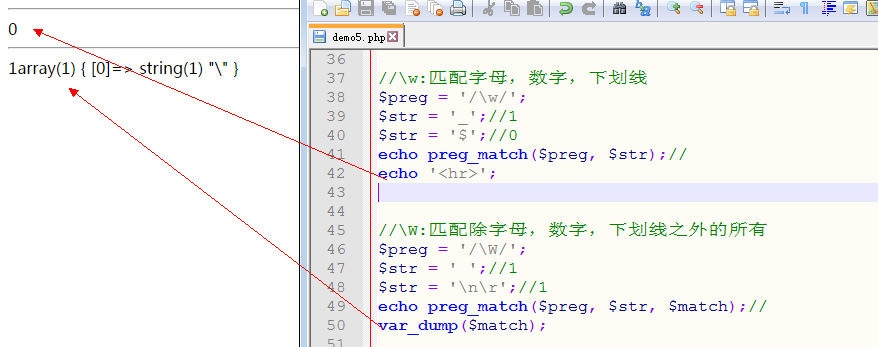 0
1array(1) { [0]=> string(1) "\" }
demo5.php
36
37 //\w:匹配字母，数字，下划线
38 $preg = '/\w/';
39 $str = '_';//1
40 $str = '$';//0
41 echo preg_match($preg, $str);//
42 echo '<hr>';
43
44
45 //\W:匹配除字母，数字，下划线之外的所有
46 $preg = '/\W/';
47 $str = ' ';//1
48 $str = '\n\r';//1
49 echo preg_match($preg, $str, $match);//
50 var_dump($match);
51